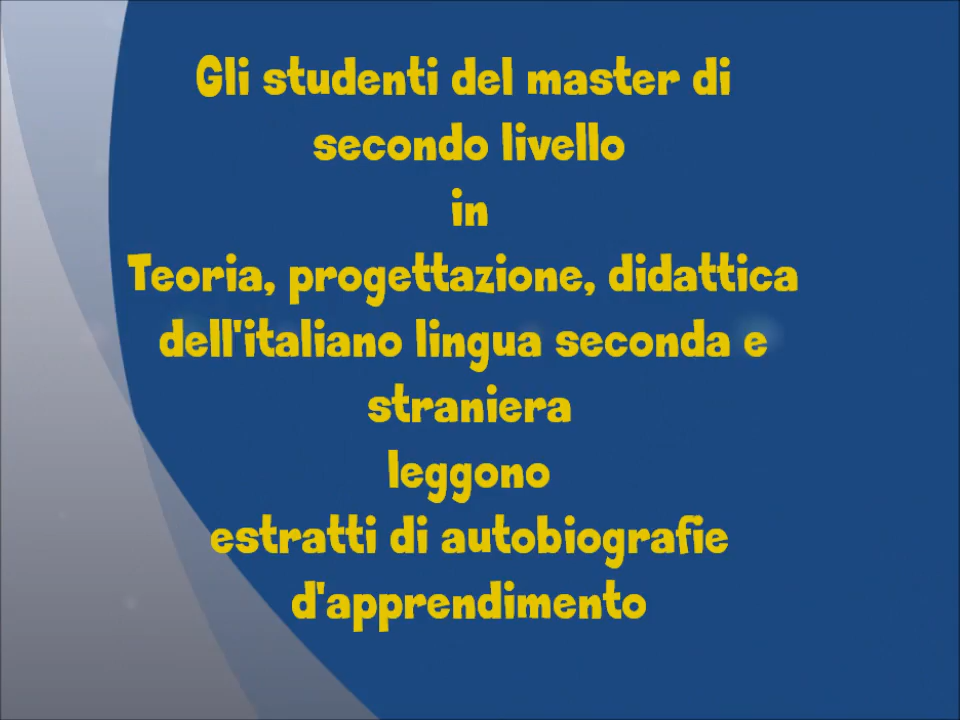 Gli studenti del master di
secondo livello
in
Teoria, progettazione, didattica
dell'italiano lingua seconda e
straniera
leggono
estratti di autobiografie
d'apprendimento